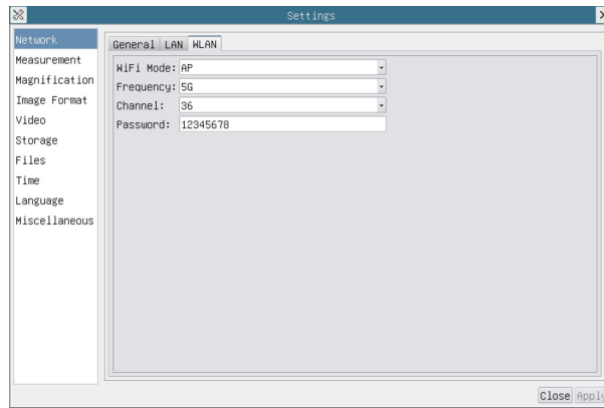 Settings
Network
Measurement
Magnification
Image Format
Video
Storage
Files
Time
Language
Miscellaneous
General LAN WLAN
WiFi Mode: AP
Frequency: 5G
Channel: 36
Password: 12345678
Close Apply